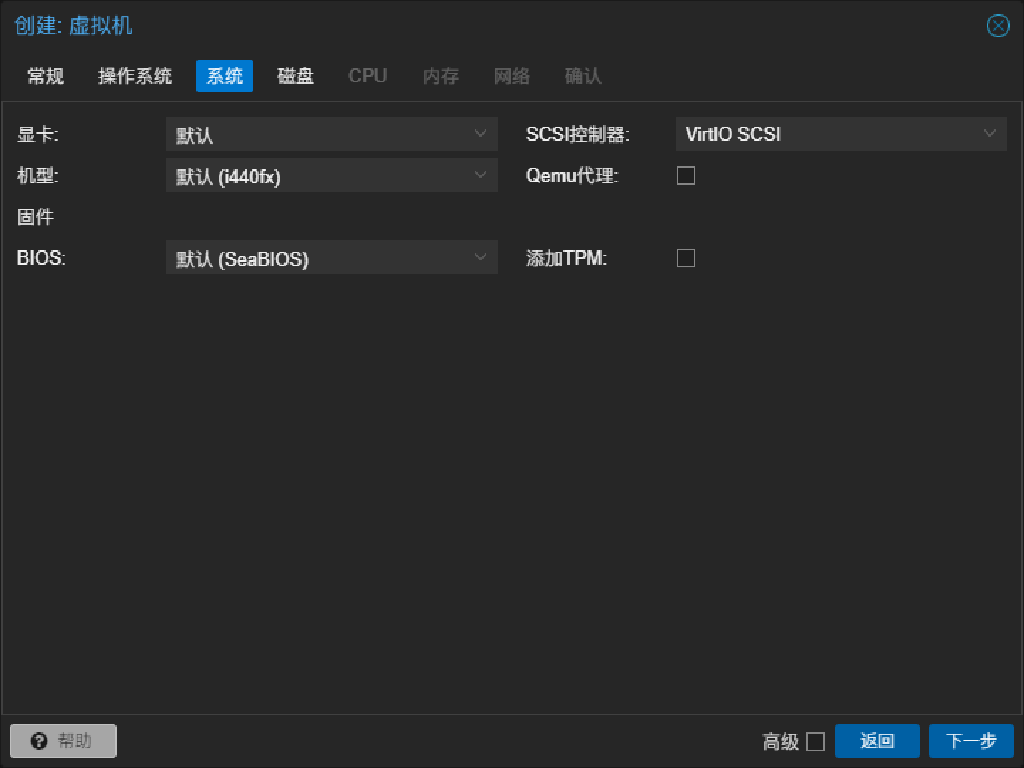 创建: 虚拟机
常规 操作系统 系统 磁盘 CPU 内存 网络 确认
显卡: 默认 SCSI控制器: VirtIO SCSI
机型: 默认 (i440fx) Qemu代理:
固件
BIOS: 默认 (SeaBIOS) 添加TPM:
帮助 高级 返回 下一步